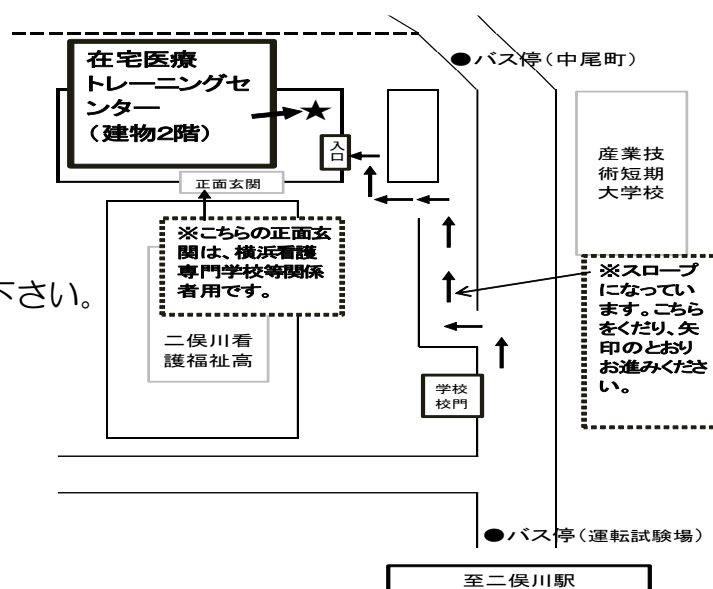 在宅医療
トレーニングセ
ンター
(建物2階)
入
口
正面玄関
●バス停(中尾町)
産業技
術短期
大学校
※こちらの正面玄
関は、横浜看護
専門学校等関係
者用です。
下さい。
二俣川看
護福祉高
※スロープ
になってい
ます。こちら
をくだり、矢
印のとおり
お進みくださ
い。
学校
校門
●バス停(運転試験場)
至二俣川駅